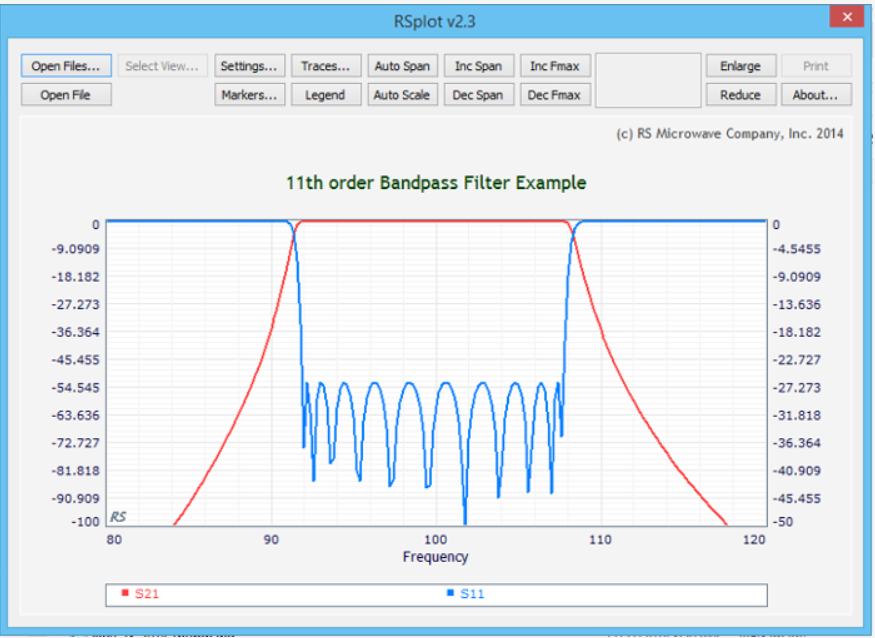 RSplot v2.3
Open Files... Select View... Settings... Traces... Auto Span Inc Span Inc Fmax Enlarge Print
Open File Markers... Legend Auto Scale Dec Span Dec Fmax Reduce About...
(c) RS Microwave Company, Inc. 2014
11th order Bandpass Filter Example
0 0
-9.0909 -4.5455
-18.182 -9.0909
-27.273 -13.636
-36.364 -18.182
-45.455 -22.727
-54.545 -27.273
-63.636 -31.818
-72.727 -36.364
-81.818 -40.909
-90.909 -45.455
-100 RS -50
80 90 100 110 120
Frequency
S21 S11